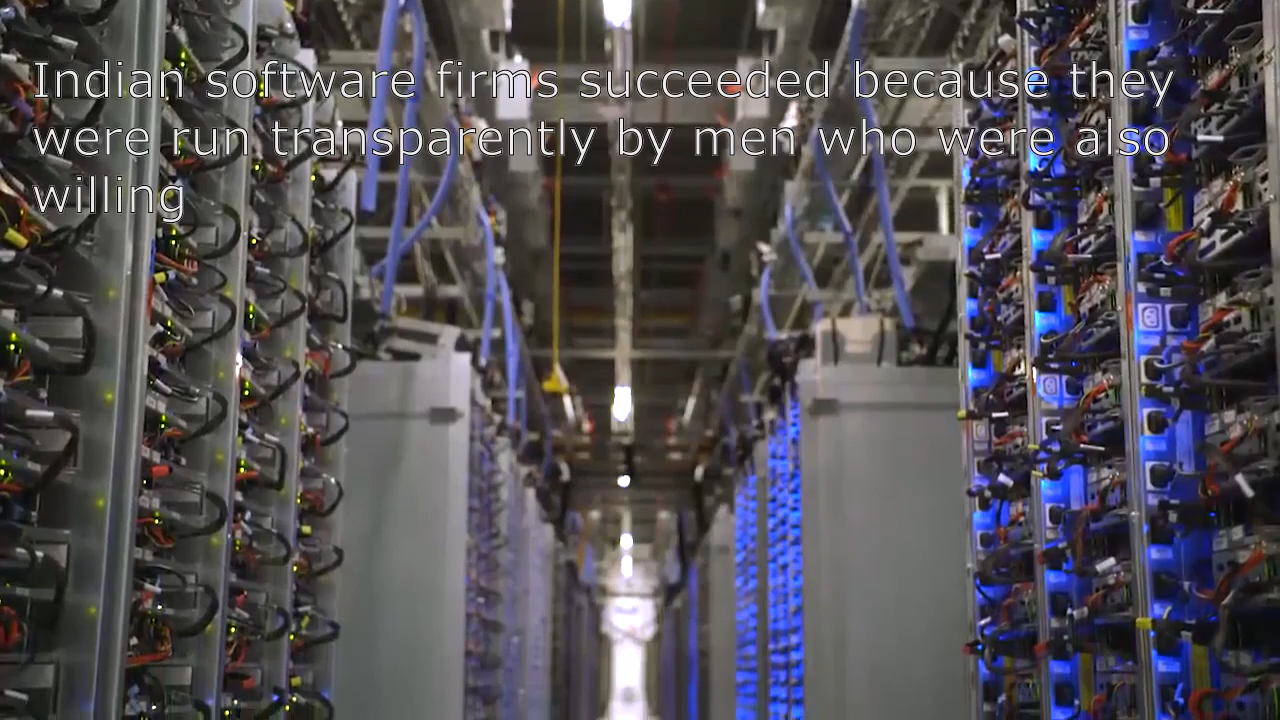 Indian software firms succeeded because they
were run transparently by men who were also
willing